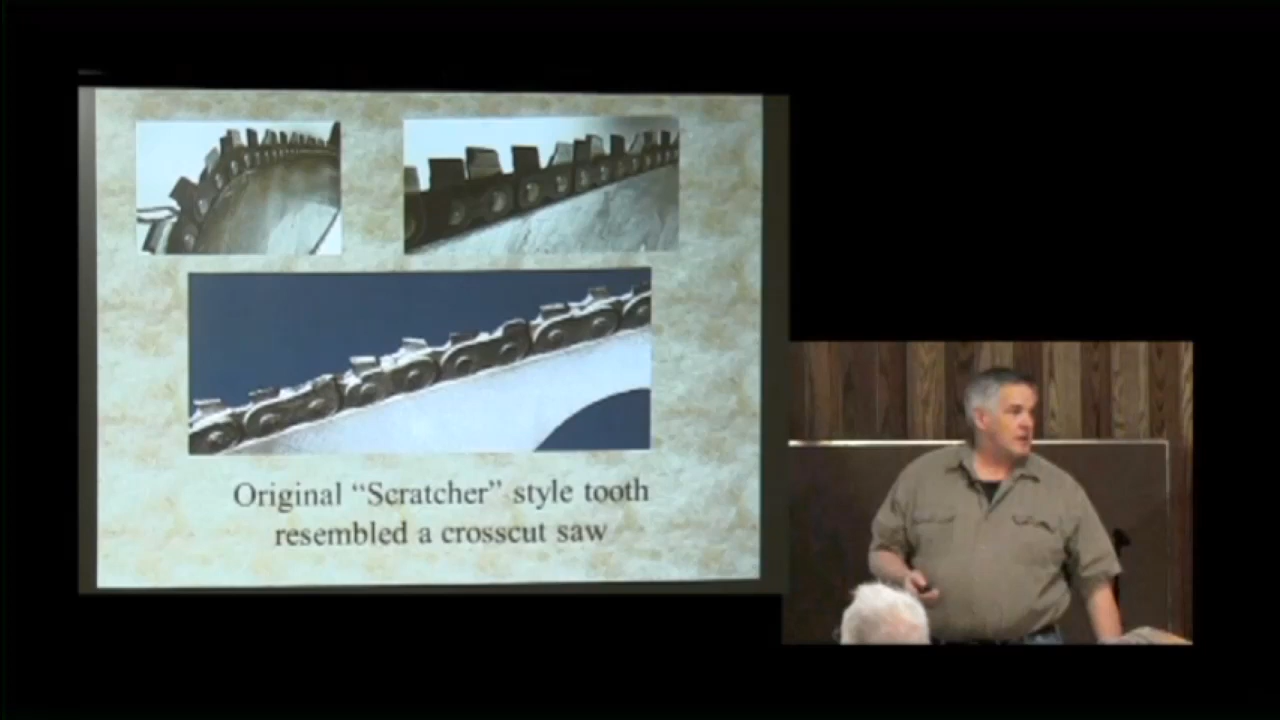 Original “Scratcher” style tooth
resembled a crosscut saw